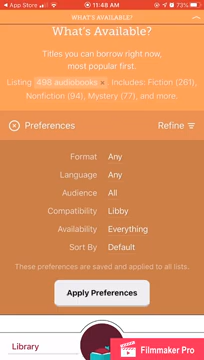 App Store 11:48 AM 73%
WHAT'S AVAILABLE?
What's Available?
Titles you can borrow right now,
most popular first.
Listing 498 audiobooks × Includes: Fiction (261),
Nonfiction (94), Mystery (77), and more.
Preferences Refine
Format Any
Language Any
Audience All
Compatibility Libby
Availability Everything
Sort By Default
These preferences are saved and applied to all lists.
Apply Preferences
Library
Filmmaker Pro